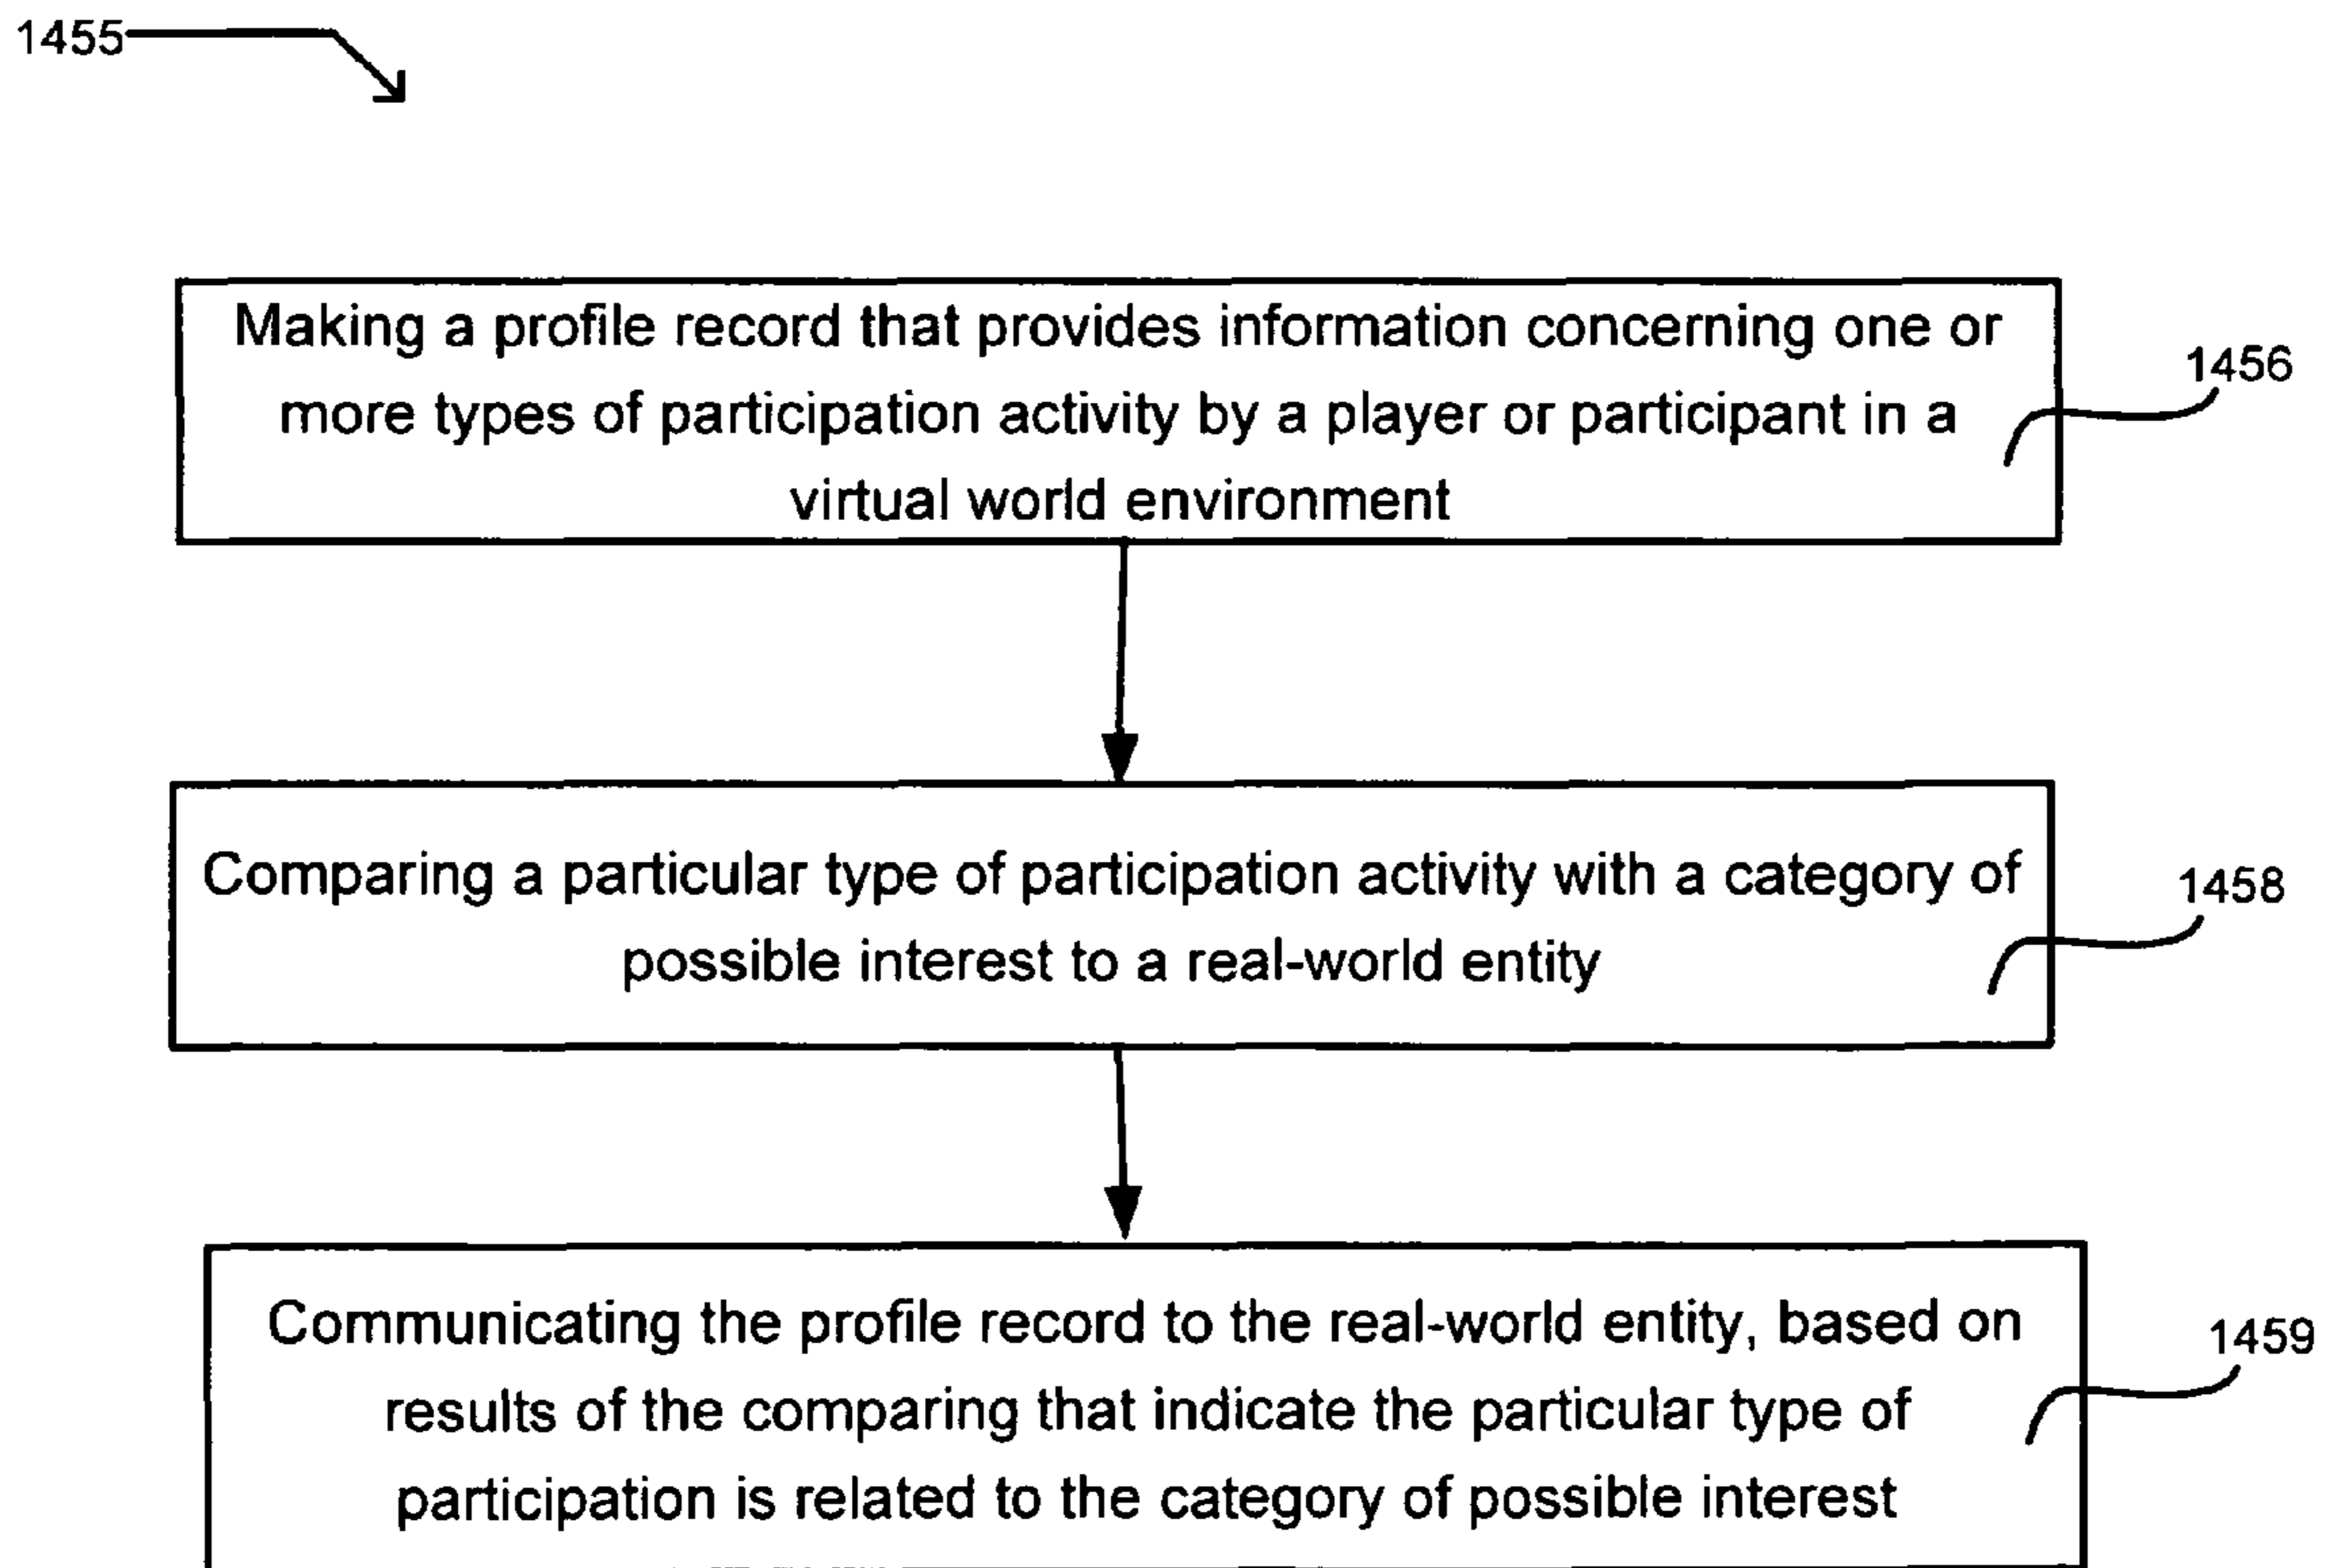 1455
Making a profile record that provides information concerning one or
more types of participation activity by a player or participant in a
virtual world environment
1456
Comparing a particular type of participation activity with a category of
possible interest to a real-world entity
1458
Communicating the profile record to the real-world entity, based on
results of the comparing that indicate the particular type of
participation is related to the category of possible interest
1459